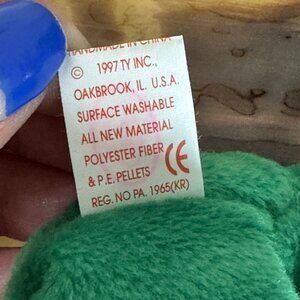 HANDMADE IN CHINA
© 1997 TY INC.,
OAKBROOK, IL. U.S.A.
SURFACE WASHABLE
ALL NEW MATERIAL
POLYESTER FIBER
& P.E. PELLETS CE
REG. NO PA. 1965(KR)